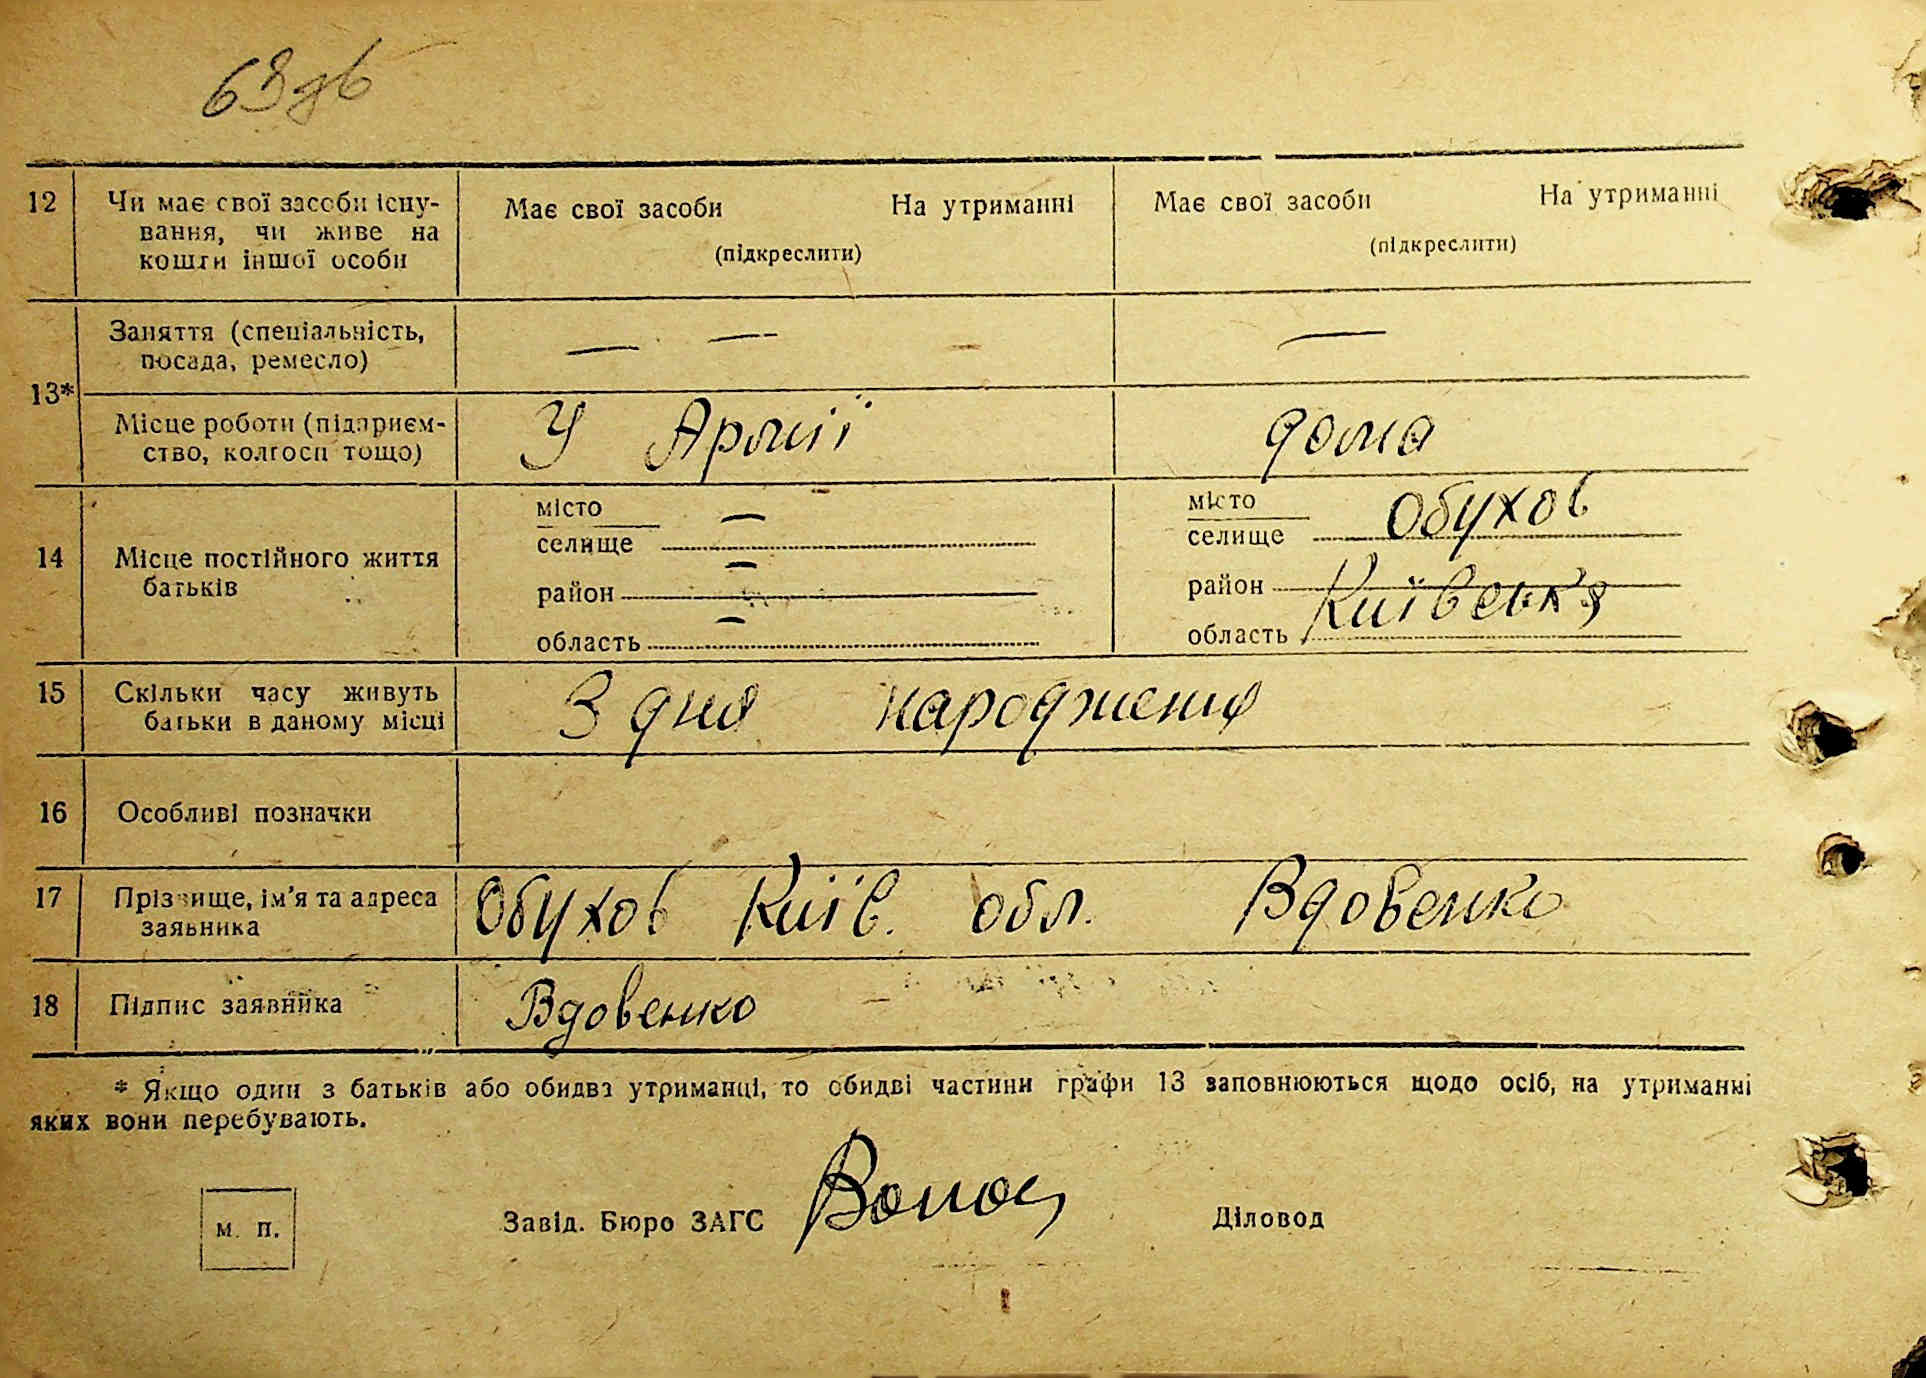 12 Чи має свої засоби існу- Має свої засоби На утриманні Має свої засоби На утриманні
вання, чи живе на
кошти іншої особи (підкреслити) (підкреслити)
Заняття (спеціальність, — — — —
посада, ремесло)
13*
Місце роботи (підприєм- У Армії дома
ство, колгосп тощо)
місто — місто Обухов
селище селище
14 Місце постійного життя район — район
батьків область — область Київська
15 Скільки часу живуть З дня народження
батьки в даному місці
16 Особливі позначки
17 Прізвище, ім'я та адреса Обухов Київ. обл. Вдовенко
заявника
18 Підпис заявника Вдовенко
* Якщо один з батьків або обидва утриманці, то обидві частини графи 13 заповнюються щодо осіб, на утриманні
яких вони перебувають.
м. п. Завід. Бюро ЗАГС Діловод